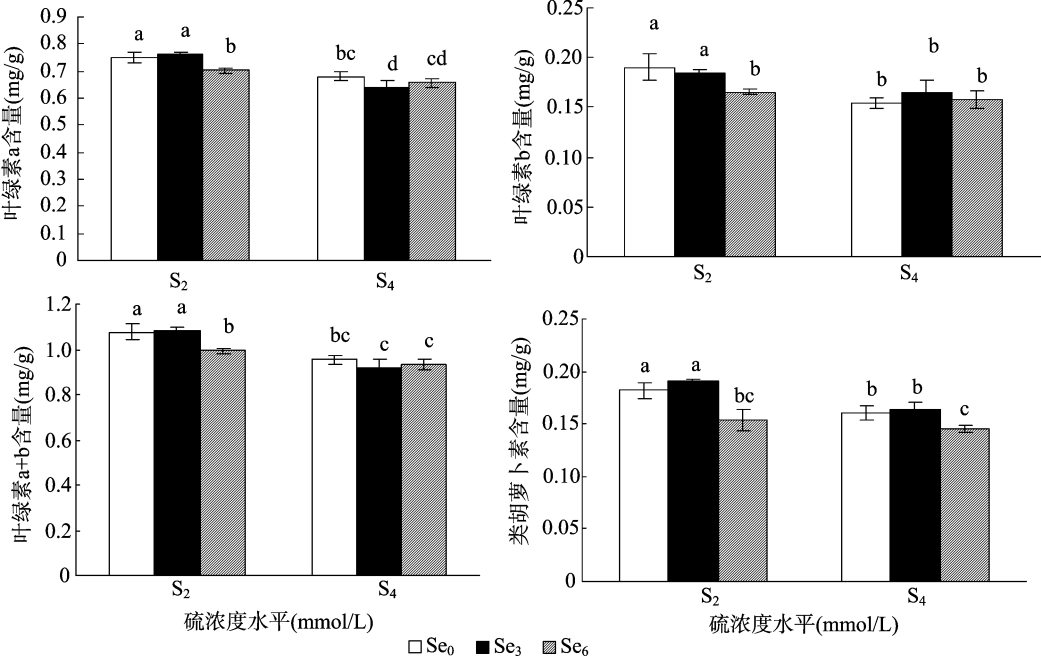 叶绿素a含量(mg/g)
0.9
0.8
0.7
0.6
0.5
0.4
0.3
0.2
0.1
0
a a b
bc d cd
S₂ S₄
叶绿素b含量(mg/g)
0.25
0.20
0.15
0.10
0.05
0
a a b
b b b
S₂ S₄
叶绿素a+b含量(mg/g)
1.2
1.0
0.8
0.6
0.4
0.2
0
a a b
bc c c
S₂ S₄
硫浓度水平(mmol/L)
类胡萝卜素含量(mg/g)
0.25
0.20
0.15
0.10
0.05
0
a a bc
b b c
S₂ S₄
硫浓度水平(mmol/L)
Se₀ Se₃ Se₆